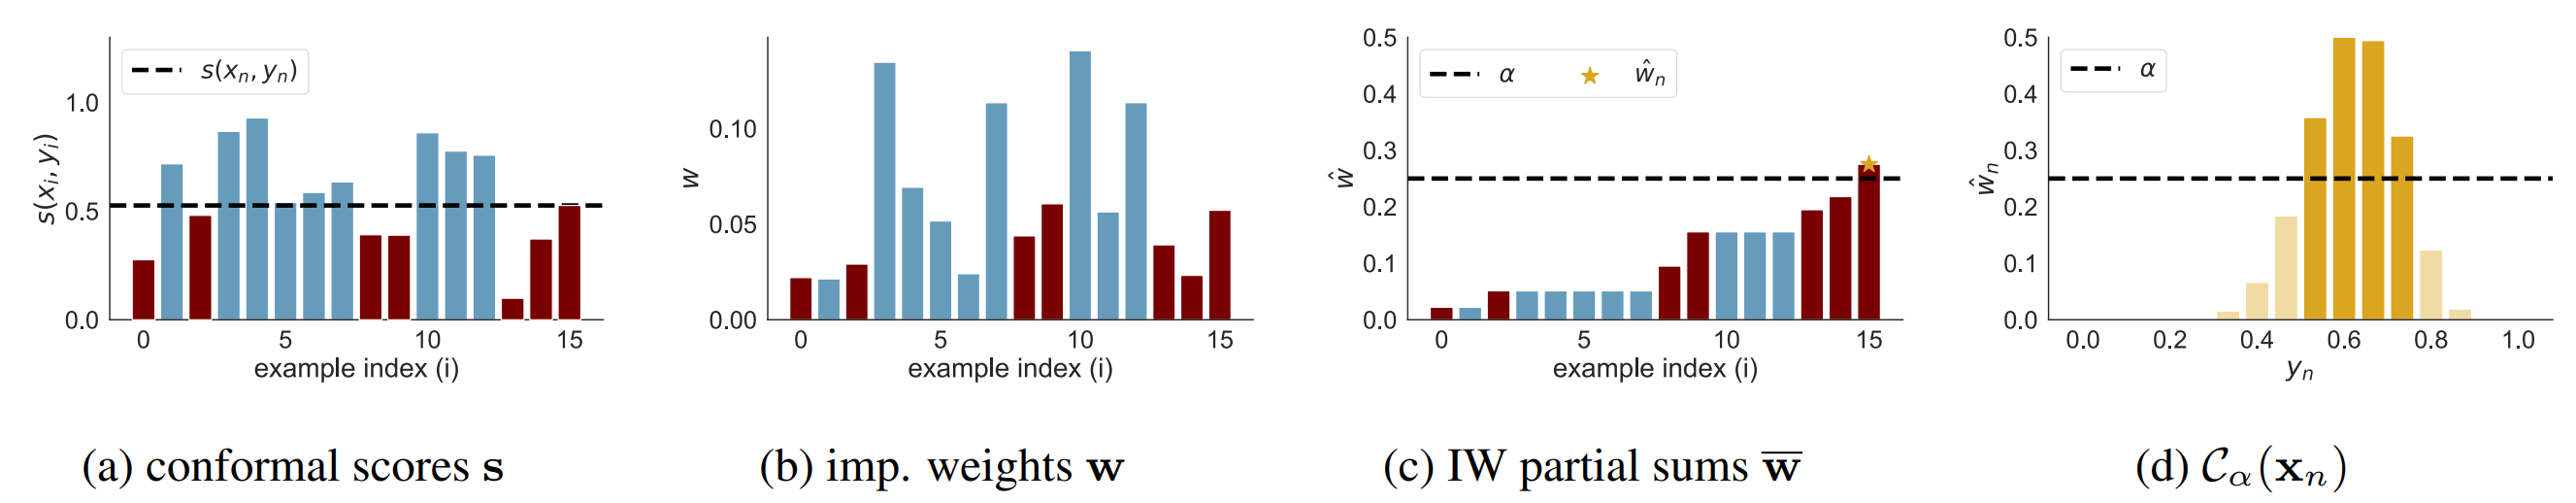 s(xᵢ, yᵢ)
1.0
0.5
0.0
s(xₙ, yₙ)
0 5 10 15
example index (i)
(a) conformal scores s
w
0.10
0.05
0.00
0 5 10 15
example index (i)
(b) imp. weights w
ŵ
0.5
0.4
0.3
0.2
0.1
0.0
α ŵₙ
0 5 10 15
example index (i)
(c) IW partial sums w̅
ŵₙ
0.5
0.4
0.3
0.2
0.1
0.0
α
0.0 0.2 0.4 0.6 0.8 1.0
yₙ
(d) 𝒞α(xₙ)